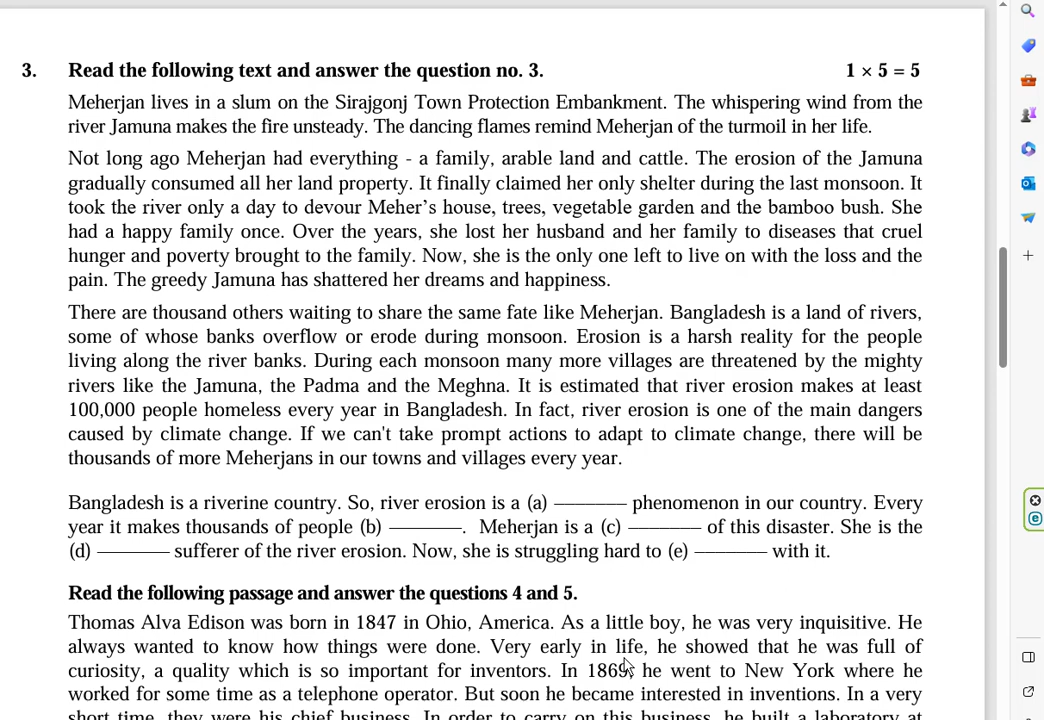 3. Read the following text and answer the question no. 3. 1 × 5 = 5
Meherjan lives in a slum on the Sirajgonj Town Protection Embankment. The whispering wind from the
river Jamuna makes the fire unsteady. The dancing flames remind Meherjan of the turmoil in her life.
Not long ago Meherjan had everything - a family, arable land and cattle. The erosion of the Jamuna
gradually consumed all her land property. It finally claimed her only shelter during the last monsoon. It
took the river only a day to devour Meher’s house, trees, vegetable garden and the bamboo bush. She
had a happy family once. Over the years, she lost her husband and her family to diseases that cruel
hunger and poverty brought to the family. Now, she is the only one left to live on with the loss and the
pain. The greedy Jamuna has shattered her dreams and happiness.
There are thousand others waiting to share the same fate like Meherjan. Bangladesh is a land of rivers,
some of whose banks overflow or erode during monsoon. Erosion is a harsh reality for the people
living along the river banks. During each monsoon many more villages are threatened by the mighty
rivers like the Jamuna, the Padma and the Meghna. It is estimated that river erosion makes at least
100,000 people homeless every year in Bangladesh. In fact, river erosion is one of the main dangers
caused by climate change. If we can't take prompt actions to adapt to climate change, there will be
thousands of more Meherjans in our towns and villages every year.
Bangladesh is a riverine country. So, river erosion is a (a) ———— phenomenon in our country. Every
year it makes thousands of people (b) ————. Meherjan is a (c) ———— of this disaster. She is the
(d) ———— sufferer of the river erosion. Now, she is struggling hard to (e) ———— with it.
Read the following passage and answer the questions 4 and 5.
Thomas Alva Edison was born in 1847 in Ohio, America. As a little boy, he was very inquisitive. He
always wanted to know how things were done. Very early in life, he showed that he was full of
curiosity, a quality which is so important for inventors. In 1869, he went to New York where he
worked for some time as a telephone operator. But soon he became interested in inventions. In a very
short time, they were his chief business. In order to carry on this business, he built a laboratory at